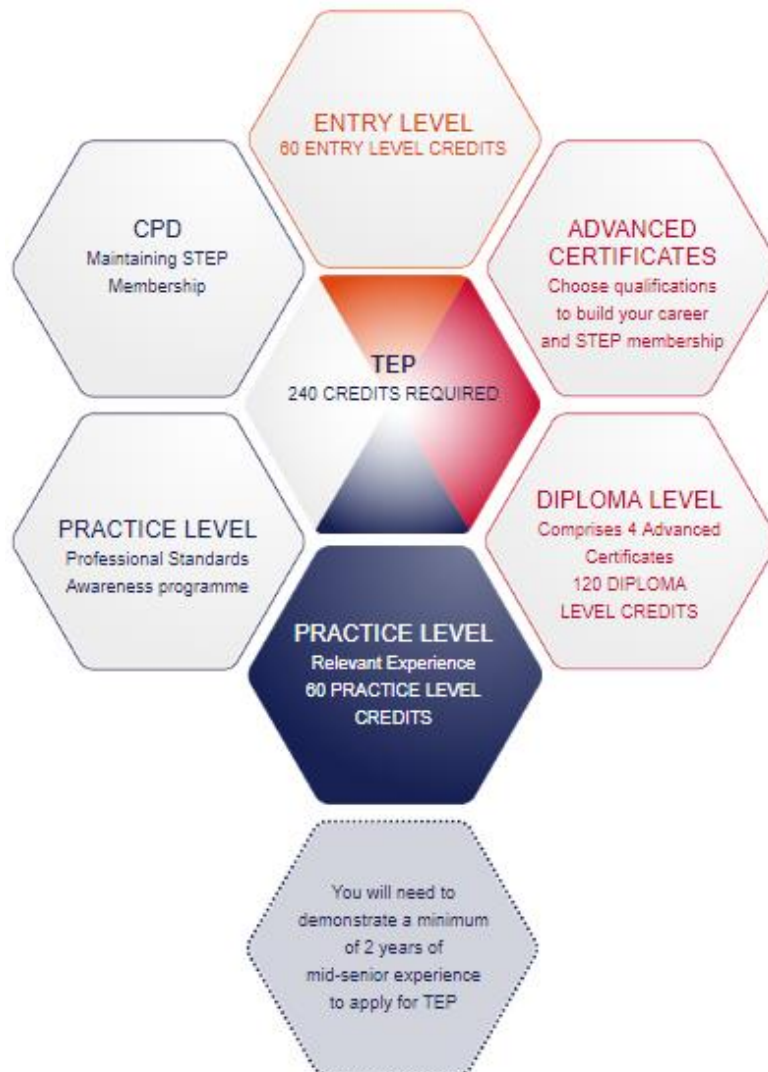 ENTRY LEVEL
60 ENTRY LEVEL CREDITS
CPD
Maintaining STEP
Membership
ADVANCED
CERTIFICATES
Choose qualifications
to build your career
and STEP membership
TEP
240 CREDITS REQUIRED
PRACTICE LEVEL
Professional Standards
Awareness programme
DIPLOMA LEVEL
Comprises 4 Advanced
Certificates
120 DIPLOMA
LEVEL CREDITS
PRACTICE LEVEL
Relevant Experience
60 PRACTICE LEVEL
CREDITS
You will need to
demonstrate a minimum
of 2 years of
mid-senior experience
to apply for TEP